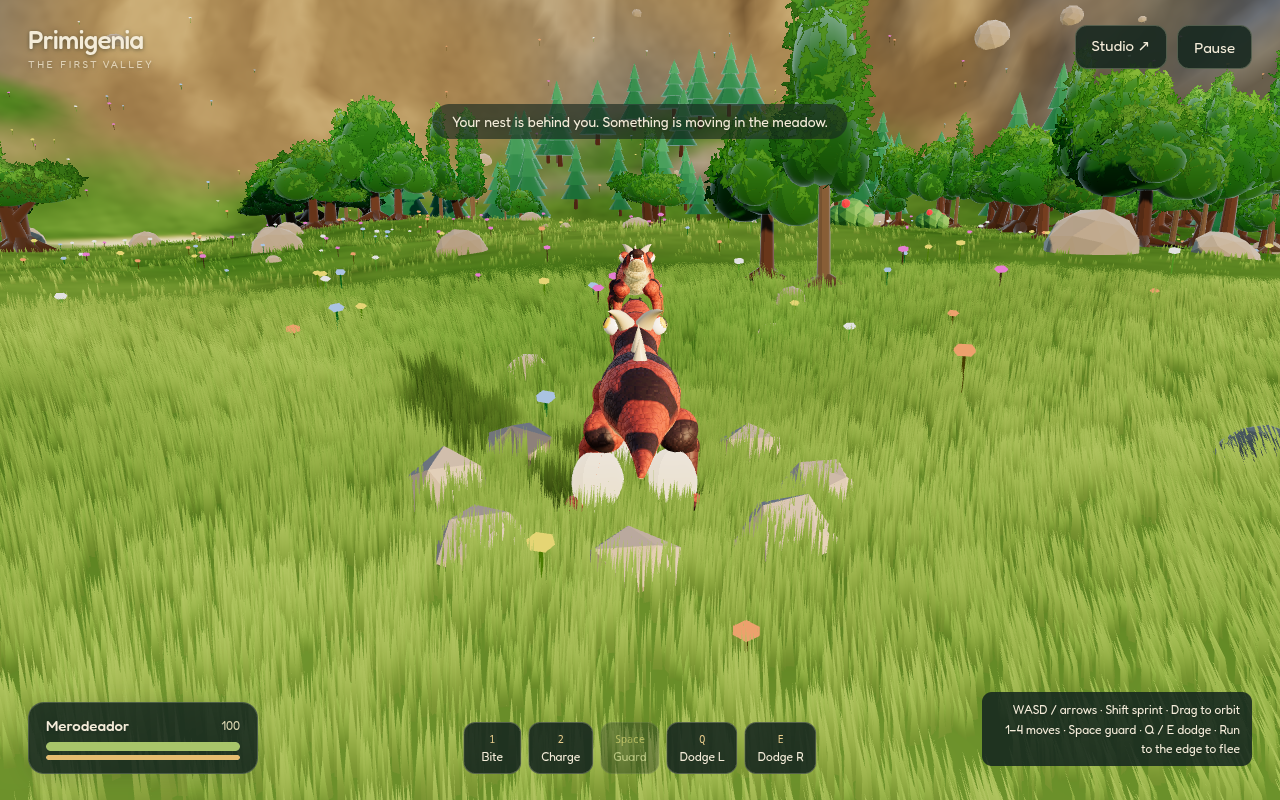 Primigenia
THE FIRST VALLEY
Studio ↗
Pause
Your nest is behind you. Something is moving in the meadow.
Merodeador 100
1
Bite
2
Charge
Space
Guard
Q
Dodge L
E
Dodge R
WASD / arrows · Shift sprint · Drag to orbit
1–4 moves · Space guard · Q / E dodge · Run
to the edge to flee